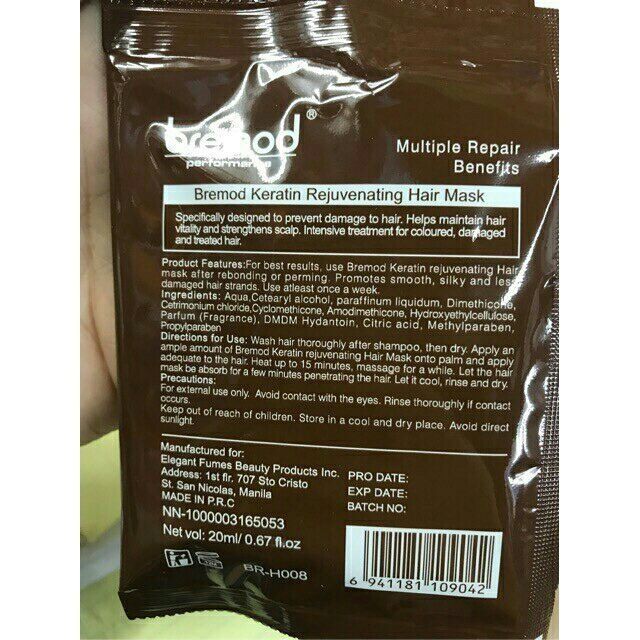 bremod®
performance
Multiple Repair
Benefits
Bremod Keratin Rejuvenating Hair Mask
Specifically designed to prevent damage to hair. Helps maintain hair
vitality and strengthens scalp. Intensive treatment for coloured, damaged
and treated hair.
Product Features:For best results, use Bremod Keratin rejuvenating Hair
mask after rebonding or perming. Promotes smooth, silky and less
damaged hair strands. Use atleast once a week.
Ingredients: Aqua,Cetearyl alcohol, paraffinum liquidum, Dimethicone,
Cetrimonium chloride,Cyclomethicone, Amodimethicone, Hydroxyethylcellulose,
Parfum (Fragrance), DMDM Hydantoin, Citric acid, Methylparaben,
Propylparaben
Directions for Use: Wash hair thoroughly after shampoo, then dry. Apply an
ample amount of Bremod Keratin rejuvenating Hair Mask onto palm and apply
adequate to the hair. Heat up to 15 minutes, massage for a while. Let the hair
mask be absorb for a few minutes penetrating the hair. Let it cool, rinse and dry.
Precautions:
For external use only. Avoid contact with the eyes. Rinse thoroughly if contact
occurs.
Keep out of reach of children. Store in a cool and dry place. Avoid direct
sunlight.
Manufactured for:
Elegant Fumes Beauty Products Inc.
Address: 1st flr. 707 Sto Cristo
St. San Nicolas, Manila
MADE IN P.R.C
NN-1000003165053
Net vol: 20ml/ 0.67 fl.oz
PRO DATE:
EXP DATE:
BATCH NO:
BR-H008
6 941181 109042